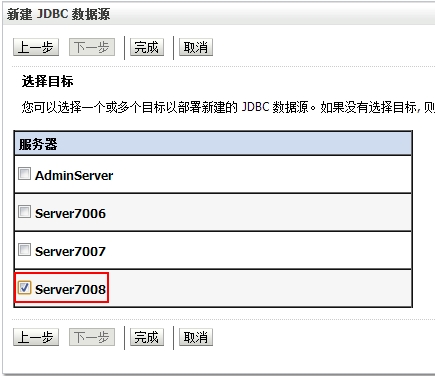 新建 JDBC 数据源
上一步 下一步 完成 取消
选择目标
您可以选择一个或多个目标以部署新建的 JDBC 数据源。如果没有选择目标, 则
服务器
AdminServer
Server7006
Server7007
Server7008
上一步 下一步 完成 取消